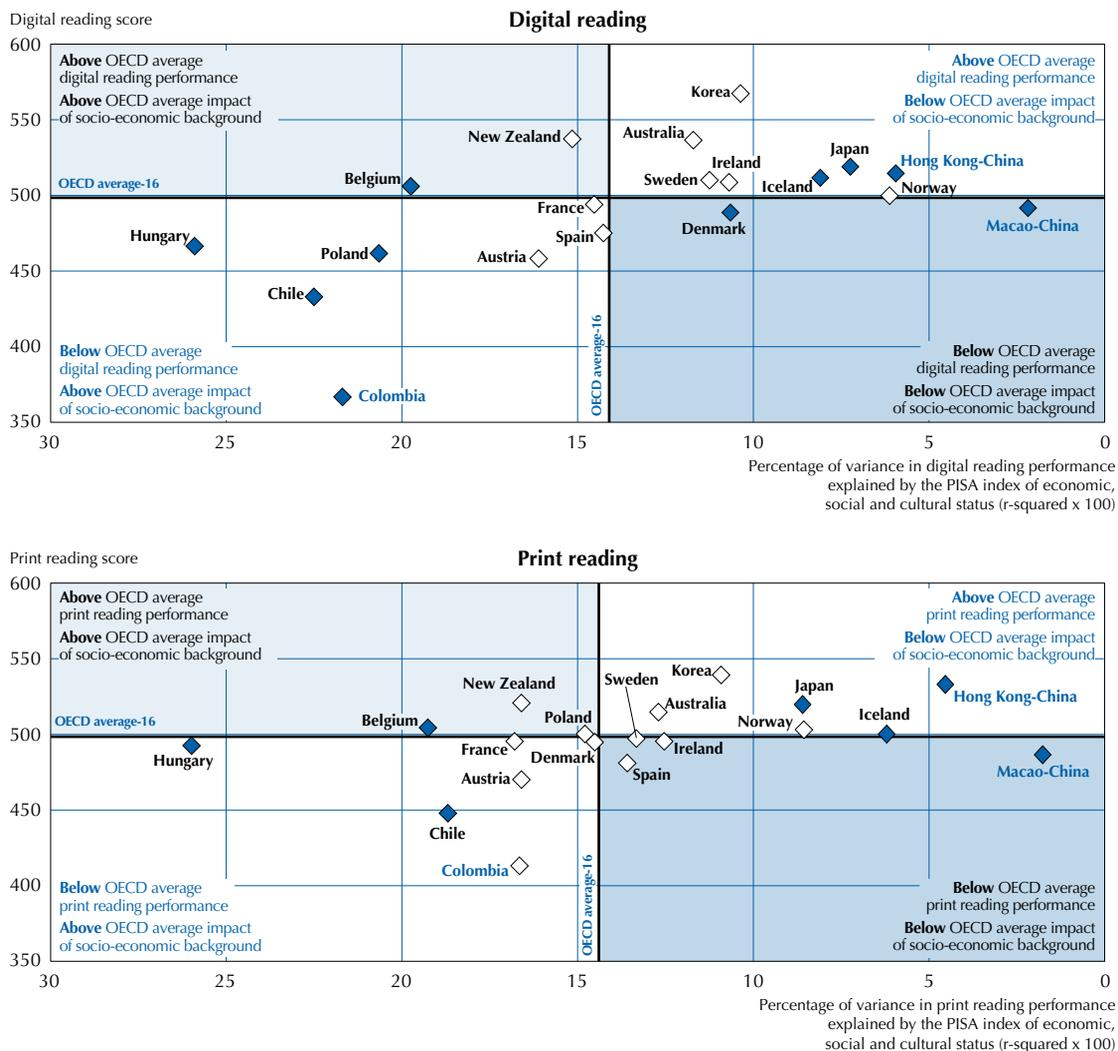 Digital reading score
Digital reading
600
550
500
450
400
350
Above OECD average
digital reading performance
Above OECD average impact
of socio-economic background
Above OECD average
digital reading performance
Below OECD average impact
of socio-economic background
Korea
New Zealand
Australia
Japan
Ireland
Hong Kong-China
Belgium
Sweden
Iceland
Norway
OECD average-16
France
Spain
Denmark
Macao-China
Hungary
Poland
Austria
Chile
OECD average-16
Below OECD average
digital reading performance
Above OECD average impact
of socio-economic background
Colombia
Below OECD average
digital reading performance
Below OECD average impact
of socio-economic background
30
25
20
15
10
5
0
Percentage of variance in digital reading performance
explained by the PISA index of economic,
social and cultural status (r-squared x 100)
Print reading score
Print reading
600
550
500
450
400
350
Above OECD average
print reading performance
Above OECD average impact
of socio-economic background
Above OECD average
print reading performance
Below OECD average impact
of socio-economic background
Korea
Sweden
New Zealand
Japan
Hong Kong-China
Australia
Belgium
Poland
Norway
Iceland
OECD average-16
Hungary
France
Denmark
Ireland
Macao-China
Austria
Spain
Chile
Colombia
OECD average-16
Below OECD average
print reading performance
Above OECD average impact
of socio-economic background
Below OECD average
print reading performance
Below OECD average impact
of socio-economic background
30
25
20
15
10
5
0
Percentage of variance in print reading performance
explained by the PISA index of economic,
social and cultural status (r-squared x 100)